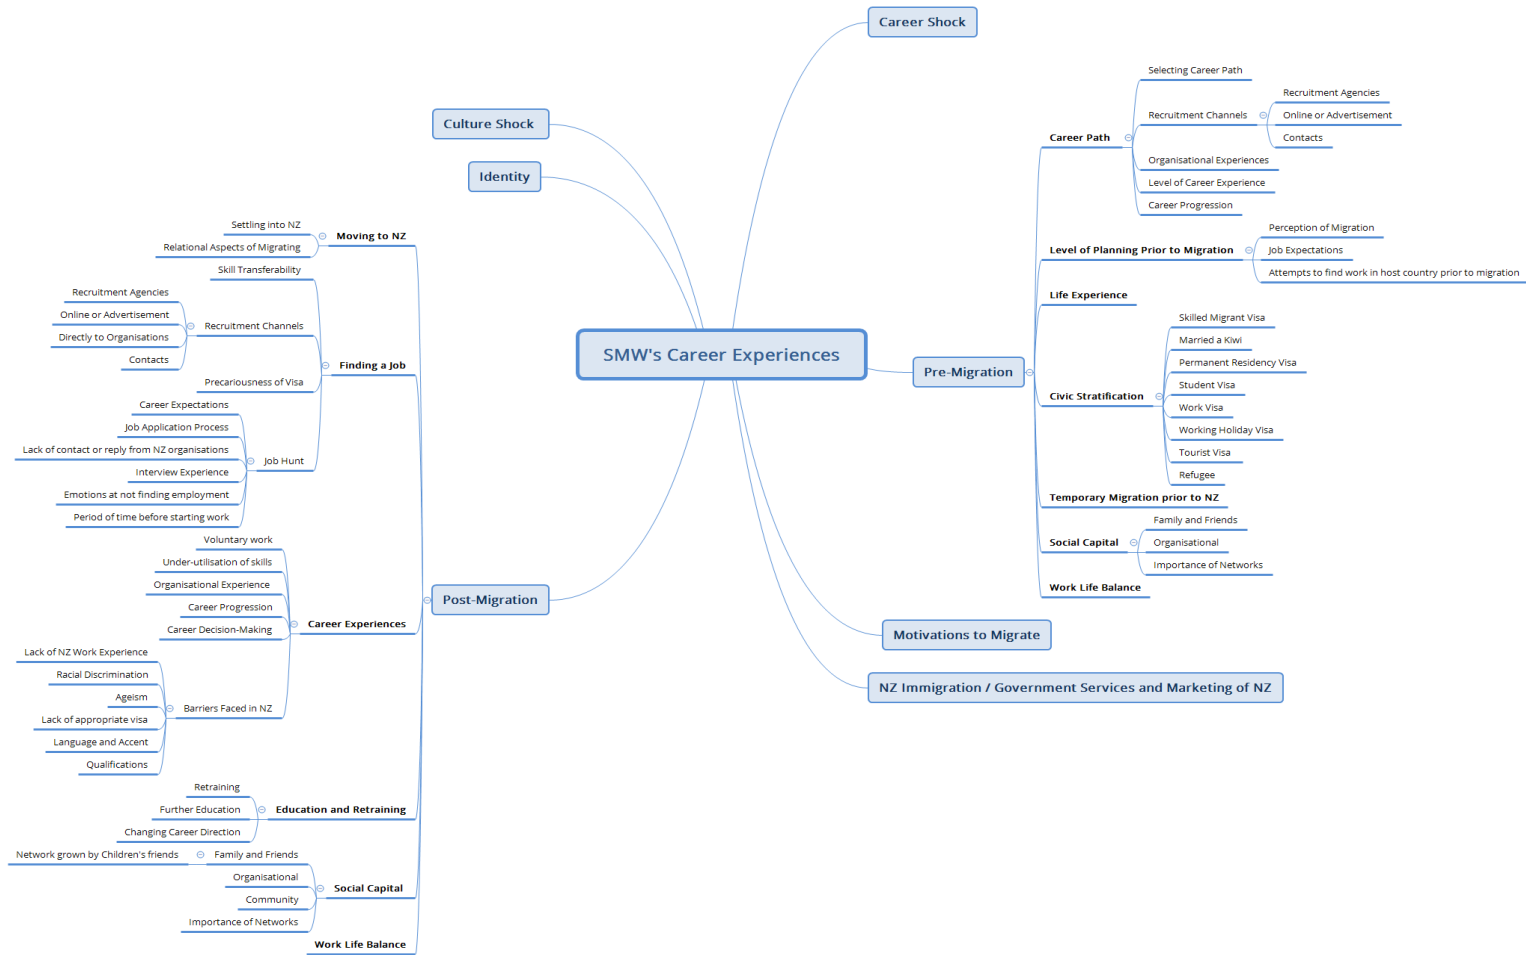 Career Shock
Culture Shock
Identity
SMW's Career Experiences
Pre-Migration
Career Path
Selecting Career Path
Recruitment Channels
Recruitment Agencies
Online or Advertisement
Contacts
Organisational Experiences
Level of Career Experience
Career Progression
Level of Planning Prior to Migration
Perception of Migration
Job Expectations
Attempts to find work in host country prior to migration
Life Experience
Civic Stratification
Skilled Migrant Visa
Married a Kiwi
Permanent Residency Visa
Student Visa
Work Visa
Working Holiday Visa
Tourist Visa
Refugee
Temporary Migration prior to NZ
Social Capital
Family and Friends
Organisational
Importance of Networks
Work Life Balance
Motivations to Migrate
NZ Immigration / Government Services and Marketing of NZ
Post-Migration
Moving to NZ
Settling into NZ
Relational Aspects of Migrating
Finding a Job
Skill Transferability
Recruitment Channels
Recruitment Agencies
Online or Advertisement
Directly to Organisations
Contacts
Precariousness of Visa
Job Hunt
Career Expectations
Job Application Process
Lack of contact or reply from NZ organisations
Interview Experience
Emotions at not finding employment
Period of time before starting work
Career Experiences
Voluntary work
Under-utilisation of skills
Organisational Experience
Career Progression
Career Decision-Making
Barriers Faced in NZ
Lack of NZ Work Experience
Racial Discrimination
Ageism
Lack of appropriate visa
Language and Accent
Qualifications
Education and Retraining
Retraining
Further Education
Changing Career Direction
Social Capital
Family and Friends
Network grown by Children's friends
Organisational
Community
Importance of Networks
Work Life Balance